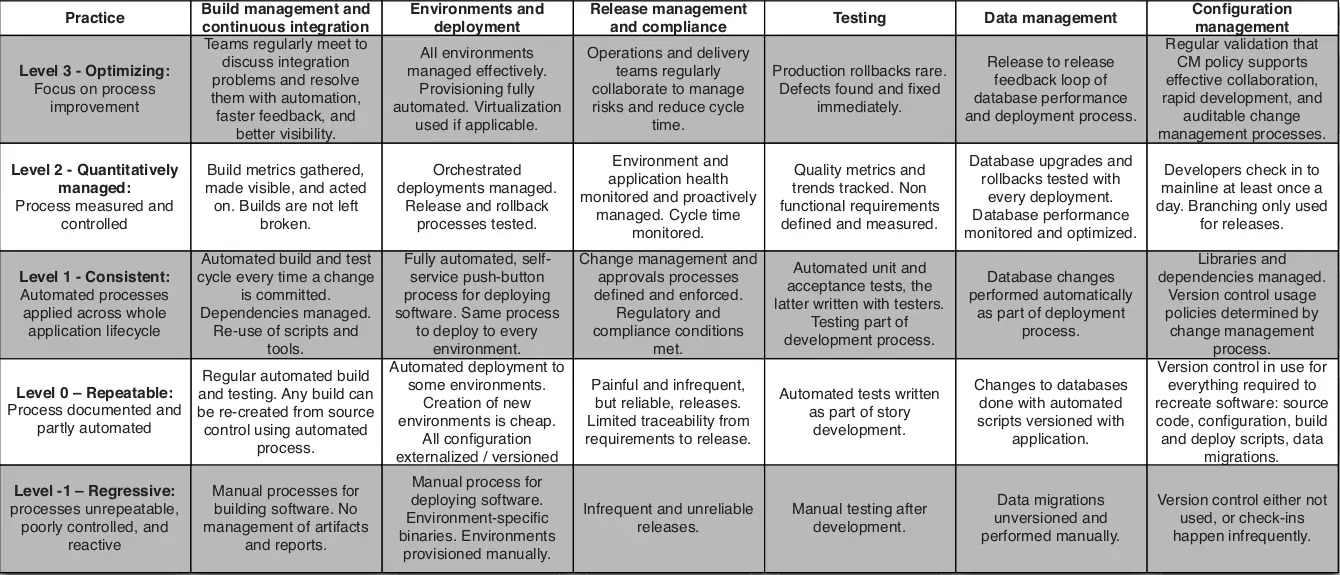 Practice
Build management and
continuous integration
Environments and
deployment
Release management
and compliance
Testing
Data management
Configuration
management
Level 3 - Optimizing:
Focus on process
improvement
Teams regularly meet to
discuss integration
problems and resolve
them with automation,
faster feedback, and
better visibility.
All environments
managed effectively.
Provisioning fully
automated. Virtualization
used if applicable.
Operations and delivery
teams regularly
collaborate to manage
risks and reduce cycle
time.
Production rollbacks rare.
Defects found and fixed
immediately.
Release to release
feedback loop of
database performance
and deployment process.
Regular validation that
CM policy supports
effective collaboration,
rapid development, and
auditable change
management processes.
Level 2 - Quantitatively
managed:
Process measured and
controlled
Build metrics gathered,
made visible, and acted
on. Builds are not left
broken.
Orchestrated
deployments managed.
Release and rollback
processes tested.
Environment and
application health
monitored and proactively
managed. Cycle time
monitored.
Quality metrics and
trends tracked. Non
functional requirements
defined and measured.
Database upgrades and
rollbacks tested with
every deployment.
Database performance
monitored and optimized.
Developers check in to
mainline at least once a
day. Branching only used
for releases.
Level 1 - Consistent:
Automated processes
applied across whole
application lifecycle
Automated build and test
cycle every time a change
is committed.
Dependencies managed.
Re-use of scripts and
tools.
Fully automated, self-
service push-button
process for deploying
software. Same process
to deploy to every
environment.
Change management and
approvals processes
defined and enforced.
Regulatory and
compliance conditions
met.
Automated unit and
acceptance tests, the
latter written with testers.
Testing part of
development process.
Database changes
performed automatically
as part of deployment
process.
Libraries and
dependencies managed.
Version control usage
policies determined by
change management
process.
Level 0 – Repeatable:
Process documented and
partly automated
Regular automated build
and testing. Any build can
be re-created from source
control using automated
process.
Automated deployment to
some environments.
Creation of new
environments is cheap.
All configuration
externalized / versioned
Painful and infrequent,
but reliable, releases.
Limited traceability from
requirements to release.
Automated tests written
as part of story
development.
Changes to databases
done with automated
scripts versioned with
application.
Version control in use for
everything required to
recreate software: source
code, configuration, build
and deploy scripts, data
migrations.
Level -1 – Regressive:
processes unrepeatable,
poorly controlled, and
reactive
Manual processes for
building software. No
management of artifacts
and reports.
Manual process for
deploying software.
Environment-specific
binaries. Environments
provisioned manually.
Infrequent and unreliable
releases.
Manual testing after
development.
Data migrations
unversioned and
performed manually.
Version control either not
used, or check-ins
happen infrequently.